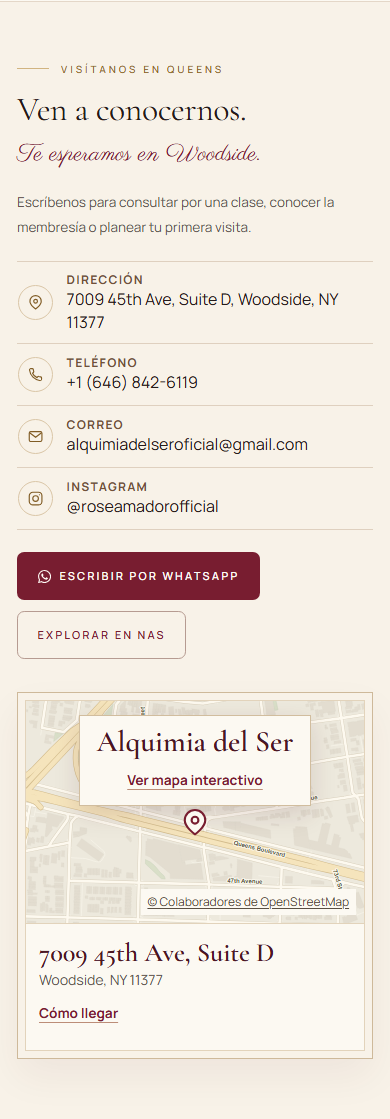 VISÍTANOS EN QUEENS
Ven a conocernos.
Te esperamos en Woodside.
Escríbenos para consultar por una clase, conocer la
membresía o planear tu primera visita.
DIRECCIÓN
7009 45th Ave, Suite D, Woodside, NY
11377
TELÉFONO
+1 (646) 842-6119
CORREO
alquimiadelseroficial@gmail.com
INSTAGRAM
@roseamadorofficial
ESCRIBIR POR WHATSAPP
EXPLORAR EN NAS
Alquimia del Ser
Ver mapa interactivo
Queens Boulevard
47th Avenue
73rd St
© Colaboradores de OpenStreetMap
7009 45th Ave, Suite D
Woodside, NY 11377
Cómo llegar